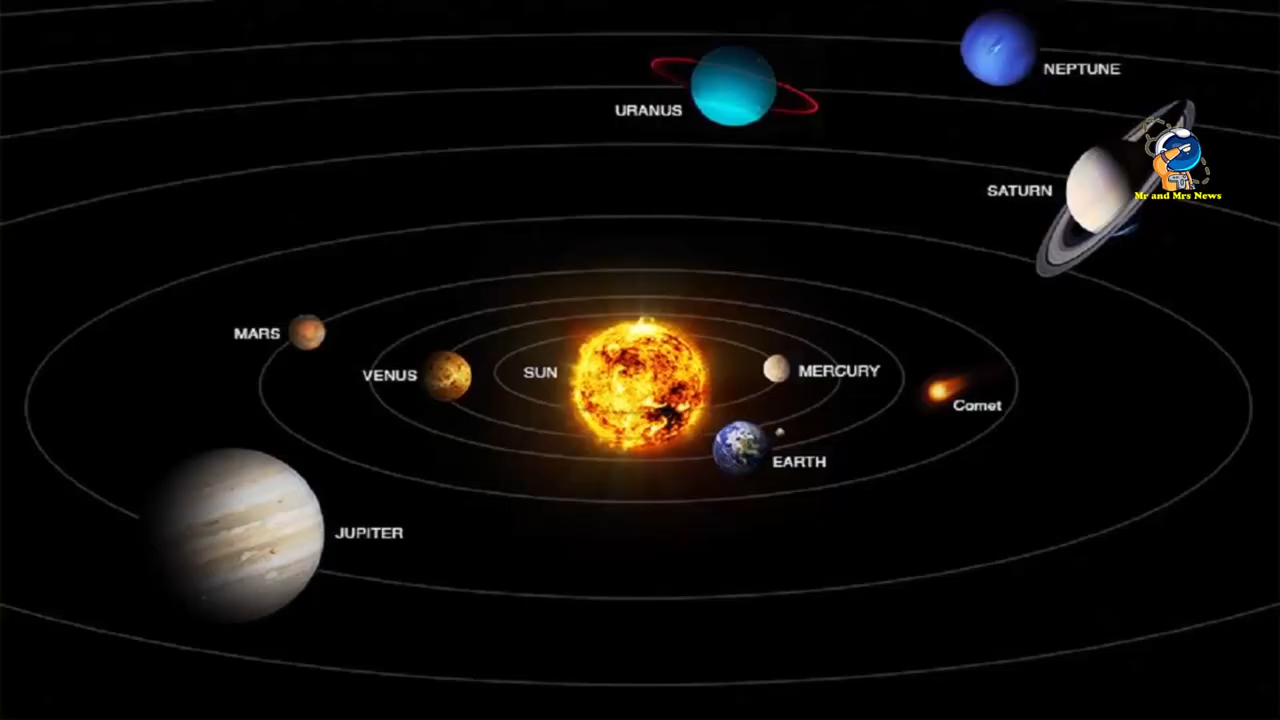 NEPTUNE
URANUS
SATURN
Mr and Mrs News
MARS
VENUS
SUN
MERCURY
Comet
EARTH
JUPITER